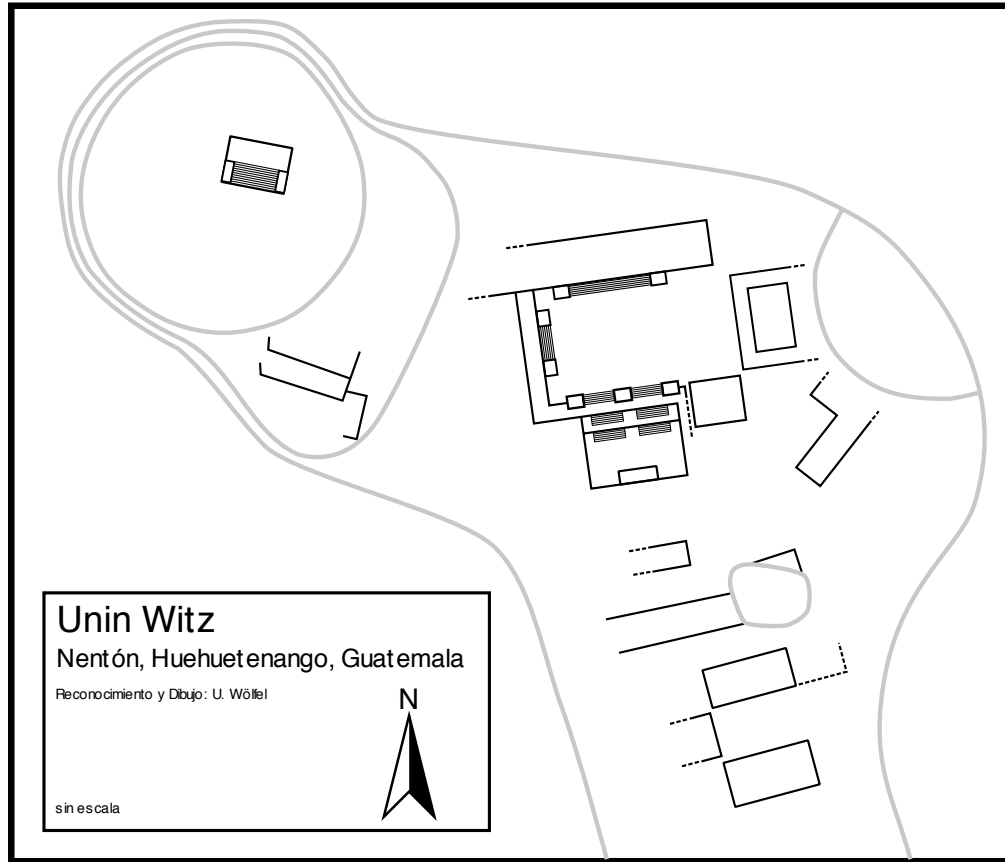 Unin Witz
Nentón, Huehuetenango, Guatemala
Reconocimiento y Dibujo: U. Wölfel
N
sin escala